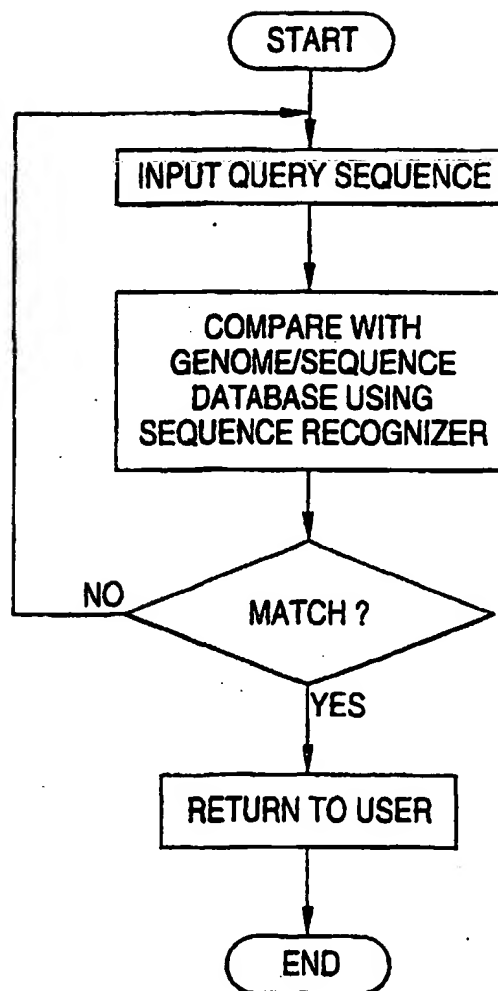 START
INPUT QUERY SEQUENCE
COMPARE WITH
GENOME/SEQUENCE
DATABASE USING
SEQUENCE RECOGNIZER
MATCH ?
NO
YES
RETURN TO USER
END